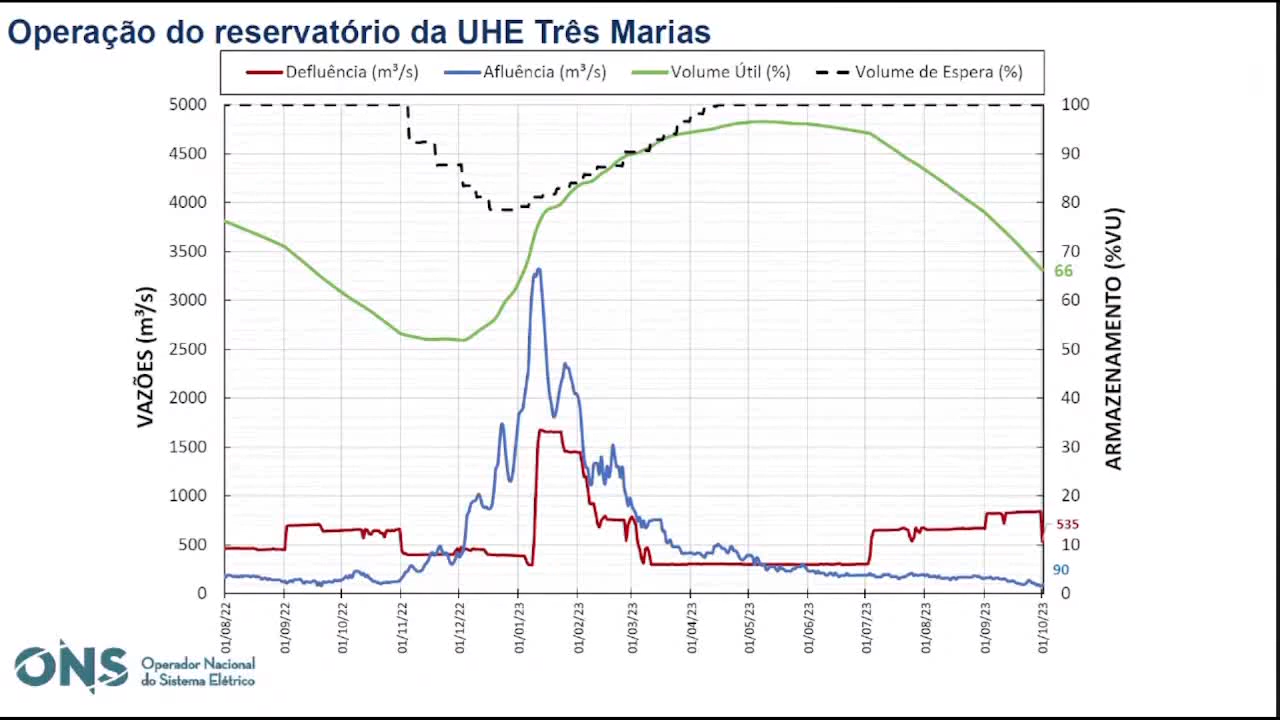 Operação do reservatório da UHE Três Marias
Defluência (m³/s) Afluência (m³/s) Volume Útil (%) Volume de Espera (%)
5000 100
4500 90
4000 80
3500 70
66
3000 60
2500 50
2000 40
1500 30
1000 20
535
500 10
90
0 0
VAZÕES (m³/s)
ARMAZENAMENTO (%VU)
01/08/22 01/09/22 01/10/22 01/11/22 01/12/22 01/01/23 01/02/23 01/03/23 01/04/23 01/05/23 01/06/23 01/07/23 01/08/23 01/09/23 01/10/23
ONS
Operador Nacional
do Sistema Elétrico